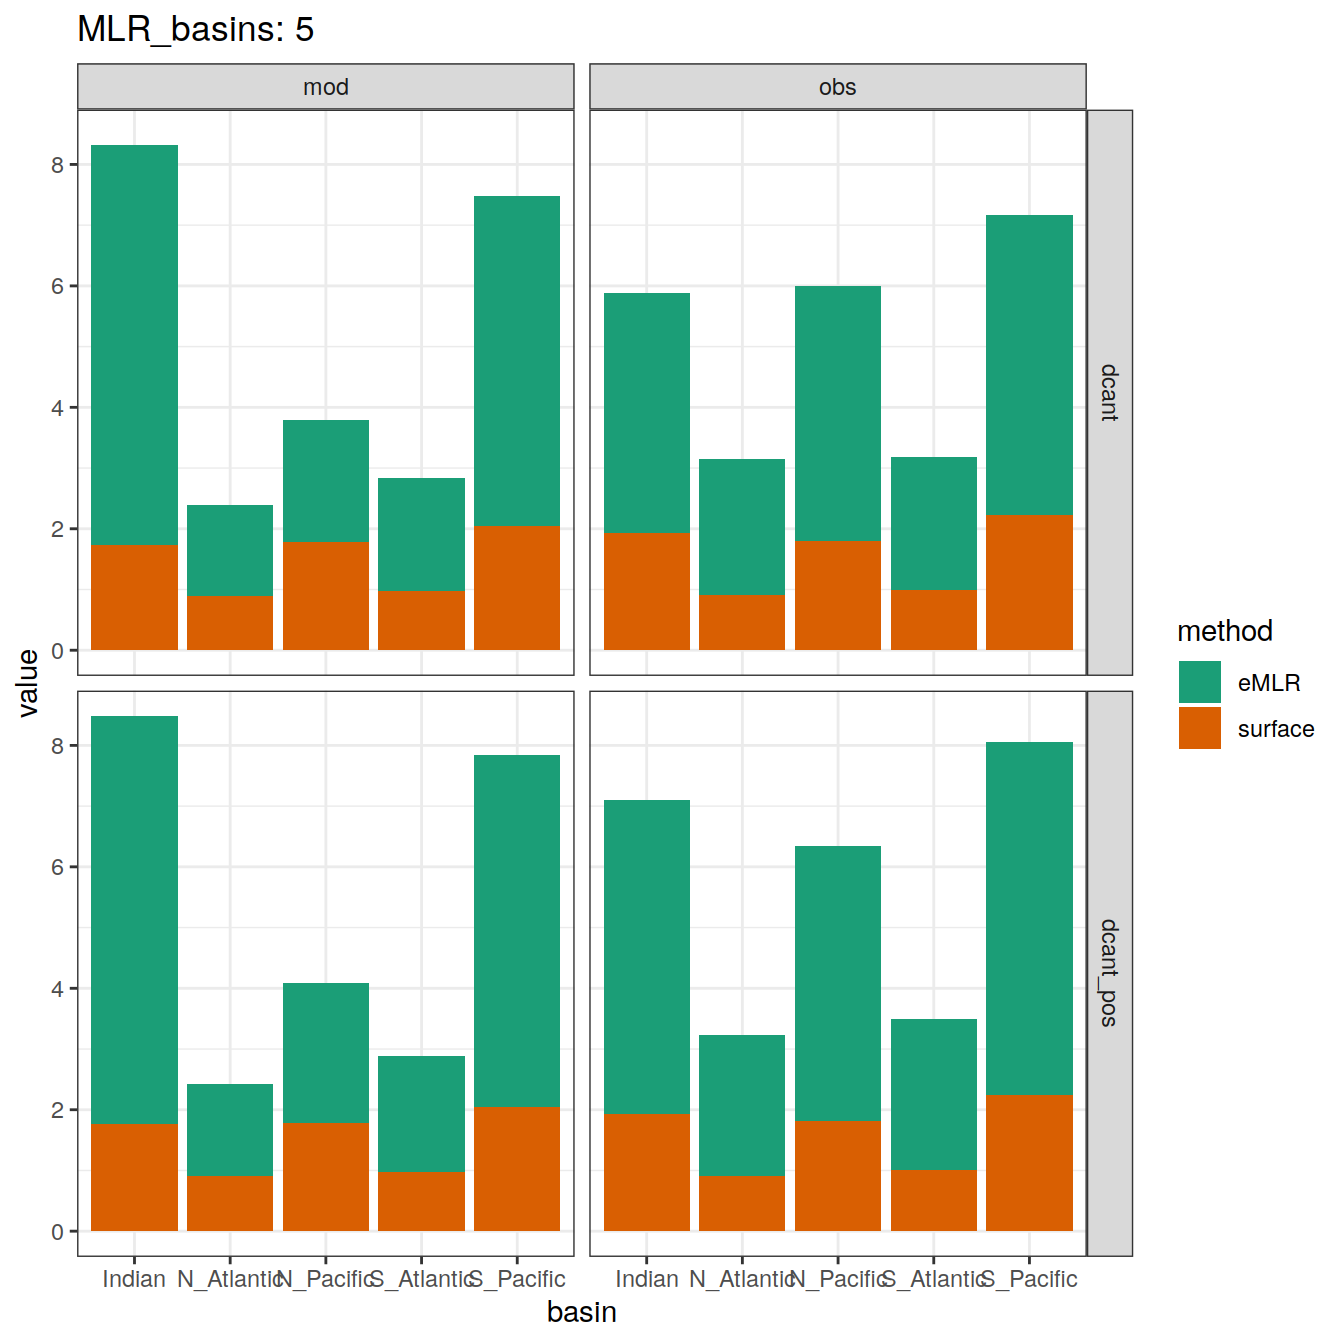 MLR_basins: 5
mod
obs
8
6
4
2
0
dcant
8
6
4
2
0
dcant_pos
value
Indian N_Atlantic N_Pacific S_Atlantic S_Pacific
Indian N_Atlantic N_Pacific S_Atlantic S_Pacific
basin
method
eMLR
surface